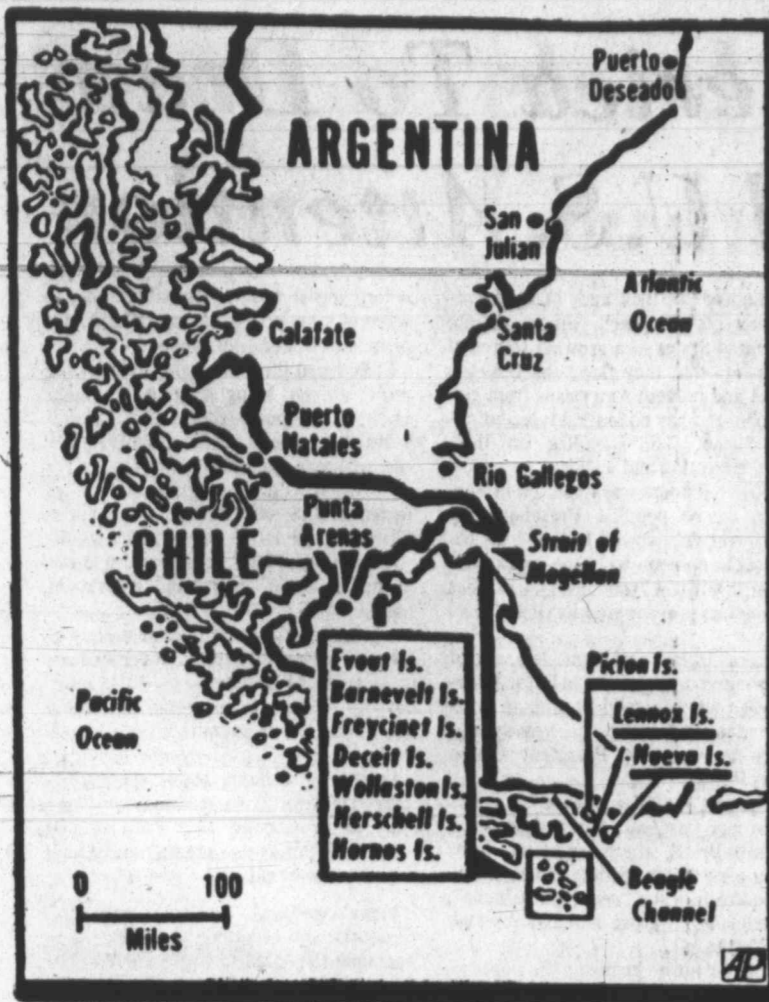 Puerto
Deseado
ARGENTINA
San
Julian
Atlantic
Ocean
Santa
Cruz
Calafate
Puerto
Natales
Rio Gallegos
Punta
Arenas
CHILE
Strait of
Magellan
Evout Is.
Barnevelt Is.
Freycinet Is.
Deceit Is.
Wollaston Is.
Herschell Is.
Hornos Is.
Picton Is.
Lennox Is.
Nueva Is.
Pacific
Ocean
Beagle
Channel
0 100
Miles
AP